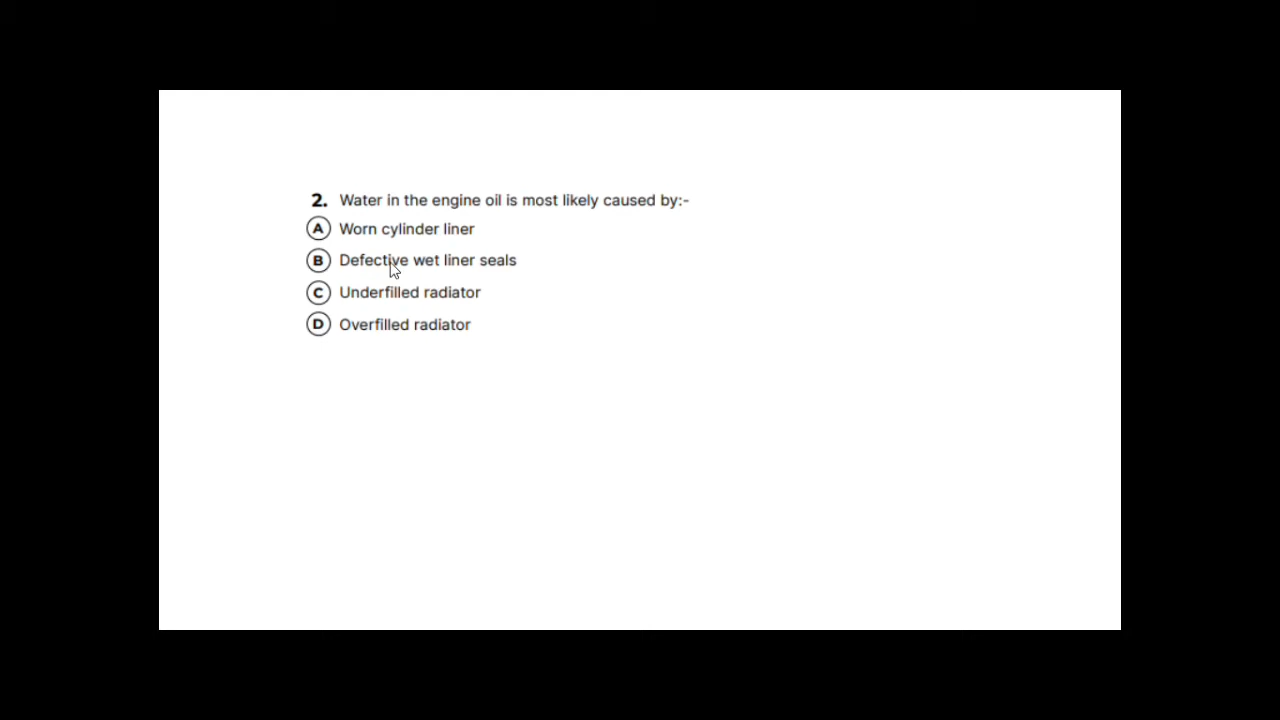 2. Water in the engine oil is most likely caused by:-
A Worn cylinder liner
B Defective wet liner seals
C Underfilled radiator
D Overfilled radiator